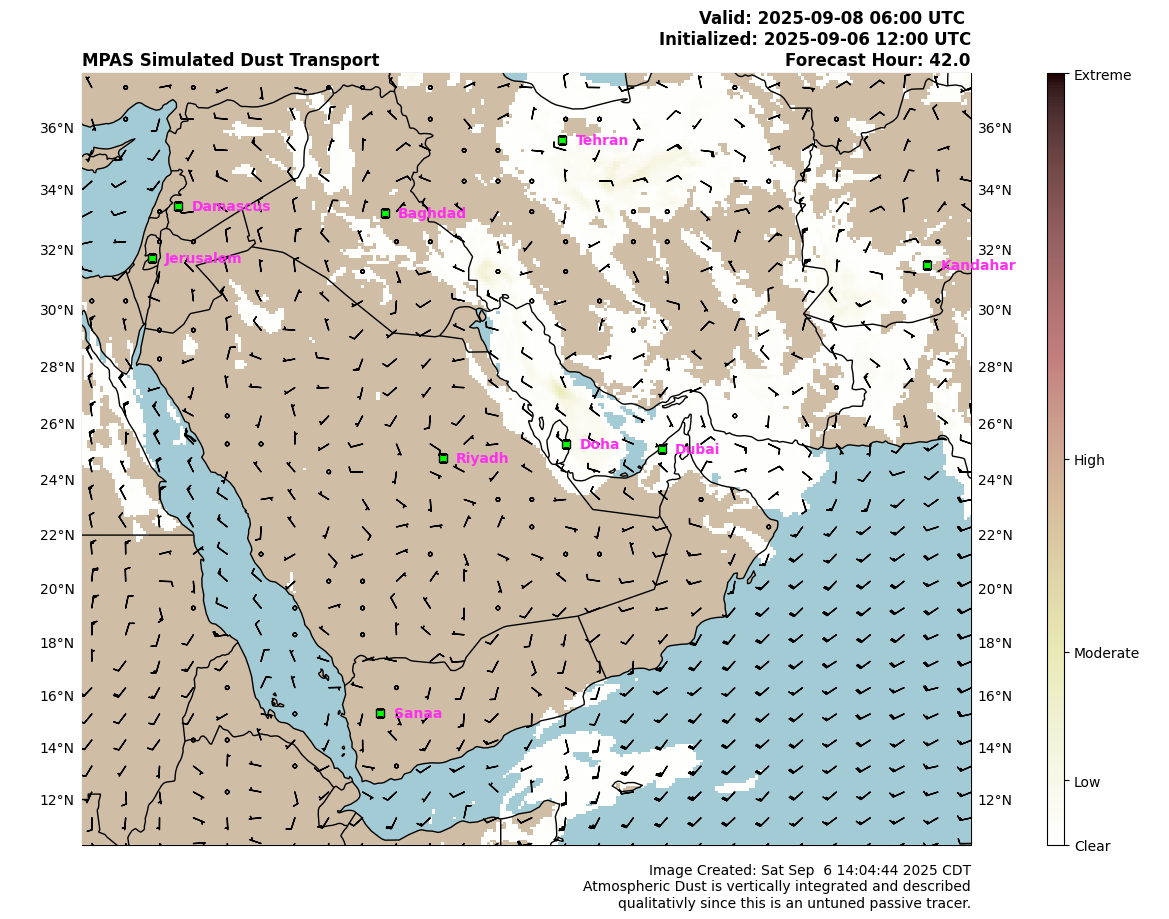 Valid: 2025-09-08 06:00 UTC
Initialized: 2025-09-06 12:00 UTC
MPAS Simulated Dust Transport
Forecast Hour: 42.0
Extreme
36°N
Tehran
36°N
34°N
Damascus
Baghdad
34°N
32°N
Jerusalem
32°N
Kandahar
30°N
30°N
28°N
28°N
26°N
26°N
Riyadh
Doha
Dubai
High
24°N
24°N
22°N
22°N
20°N
20°N
18°N
18°N
Moderate
16°N
Sanaa
16°N
14°N
14°N
Low
12°N
12°N
Clear
Image Created: Sat Sep  6 14:04:44 2025 CDT
Atmospheric Dust is vertically integrated and described
qualitativly since this is an untuned passive tracer.